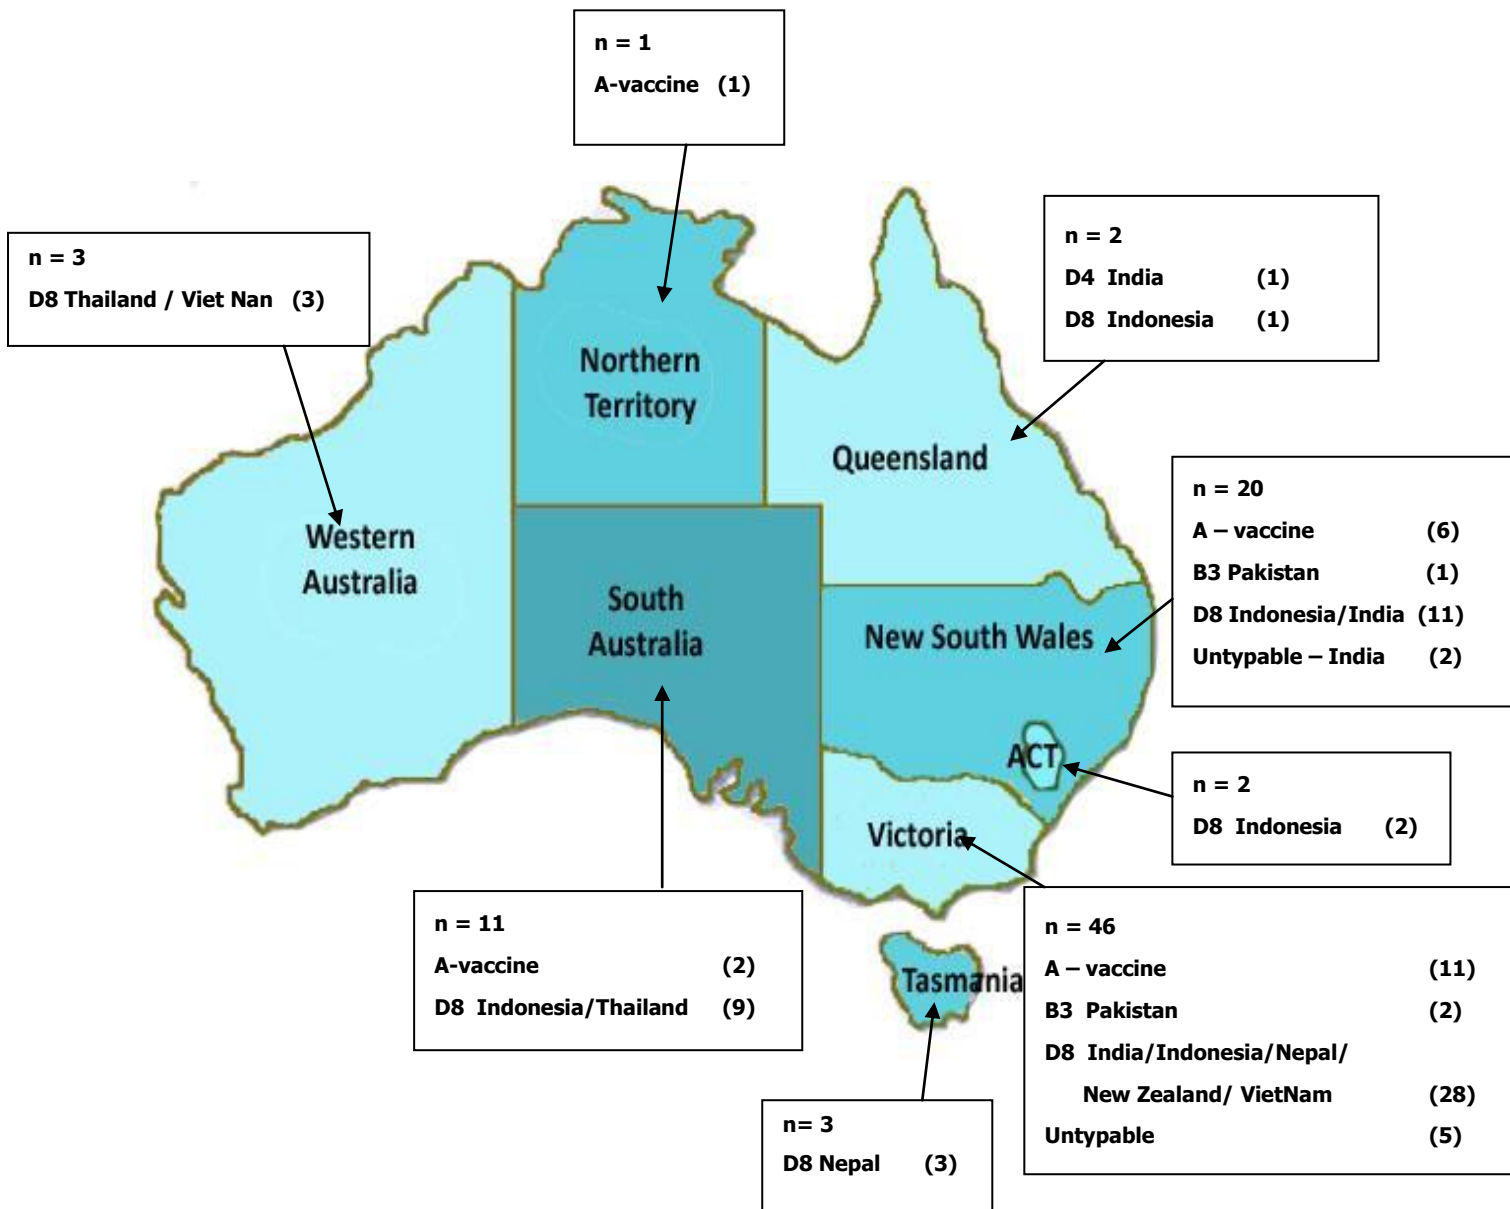 n = 1
A-vaccine (1)
n = 3
D8 Thailand / Viet Nan (3)
n = 2
D4 India (1)
D8 Indonesia (1)
Northern
Territory
Queensland
Western
Australia
South
Australia
New South Wales
n = 20
A – vaccine (6)
B3 Pakistan (1)
D8 Indonesia/India (11)
Untypable – India (2)
ACT
n = 2
D8 Indonesia (2)
Victoria
n = 11
A-vaccine (2)
D8 Indonesia/Thailand (9)
Tasmania
n = 46
A – vaccine (11)
B3 Pakistan (2)
D8 India/Indonesia/Nepal/
New Zealand/ VietNam (28)
Untypable (5)
n= 3
D8 Nepal (3)